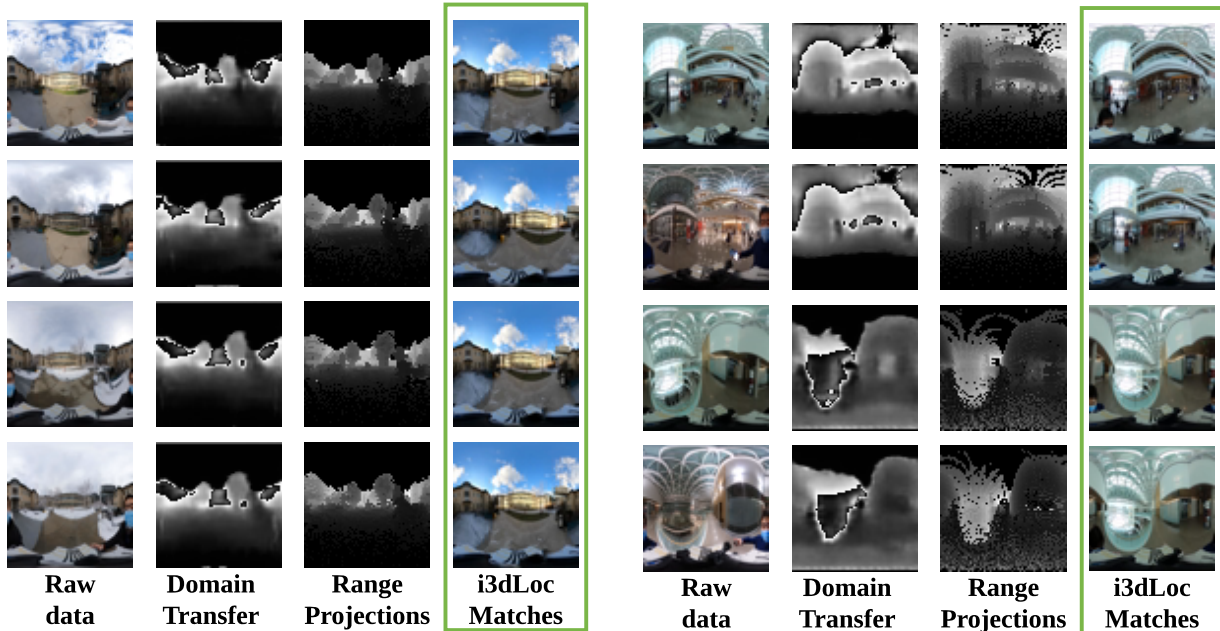 Raw
data
Domain
Transfer
Range
Projections
i3dLoc
Matches
Raw
data
Domain
Transfer
Range
Projections
i3dLoc
Matches